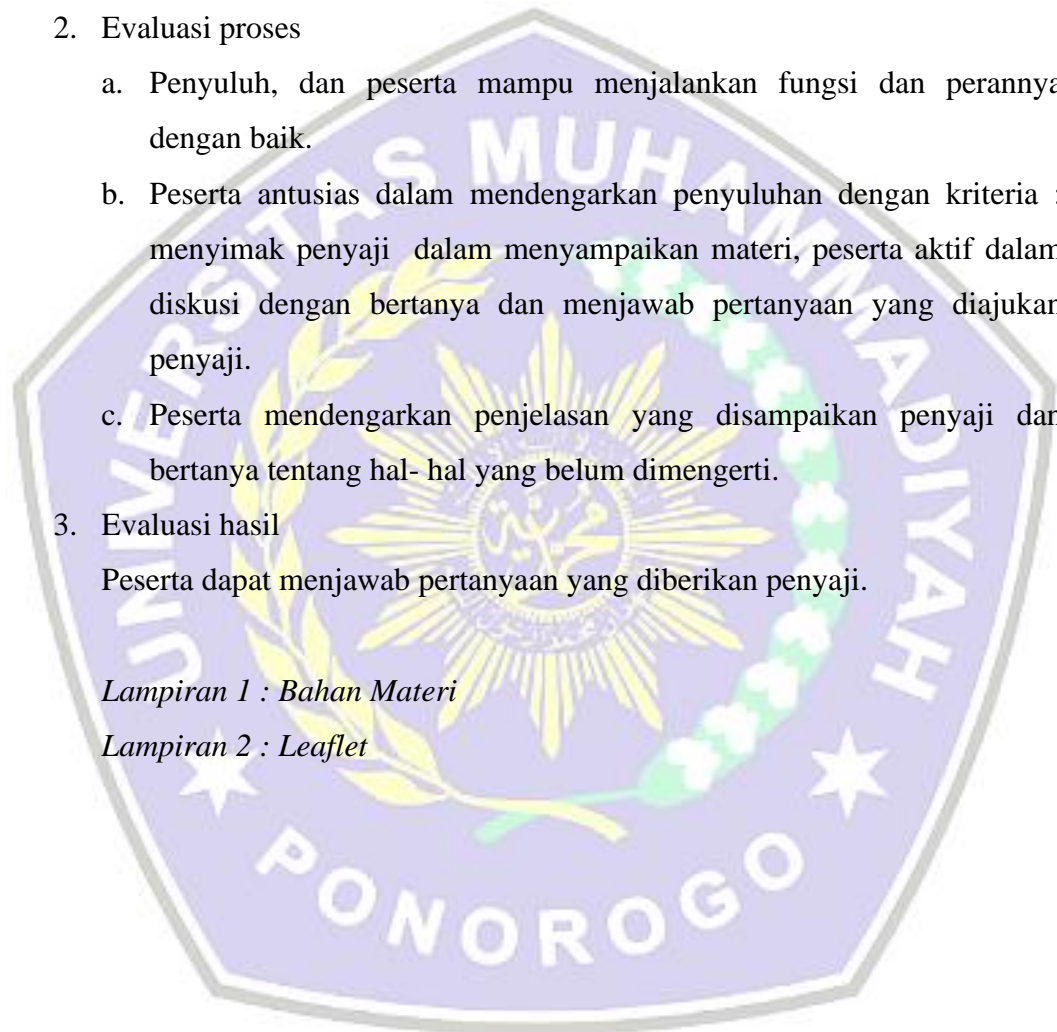 2. Evaluasi proses
a. Penyuluh, dan peserta mampu menjalankan fungsi dan perannya
dengan baik.
b. Peserta antusias dalam mendengarkan penyuluhan dengan kriteria :
menyimak penyaji dalam menyampaikan materi, peserta aktif dalam
diskusi dengan bertanya dan menjawab pertanyaan yang diajukan
penyaji.
c. Peserta mendengarkan penjelasan yang disampaikan penyaji dan
bertanya tentang hal- hal yang belum dimengerti.
3. Evaluasi hasil
Peserta dapat menjawab pertanyaan yang diberikan penyaji.
Lampiran 1 : Bahan Materi
Lampiran 2 : Leaflet
UNIVERSITAS MUHAMMADIYAH
PONOROGO